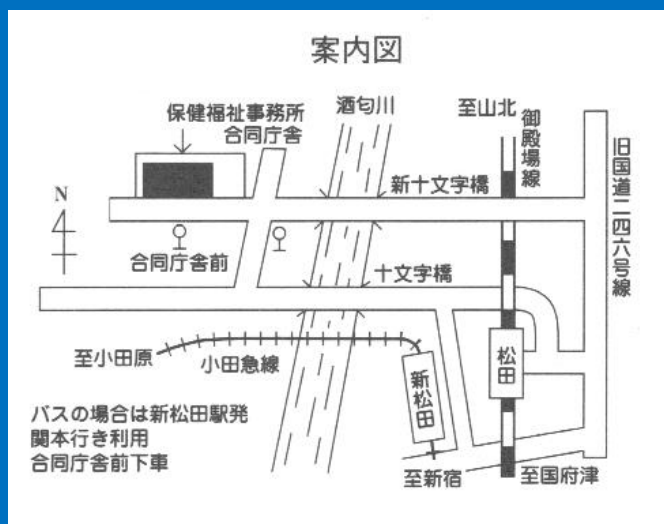 案内図
保健福祉事務所
合同庁舎
酒匂川
至山北
御殿場線
旧国道二四六号線
新十文字橋
N
合同庁舎前
十文字橋
至小田原
小田急線
新松田
松田
バスの場合は新松田駅発
関本行き利用
合同庁舎前下車
至新宿
至国府津